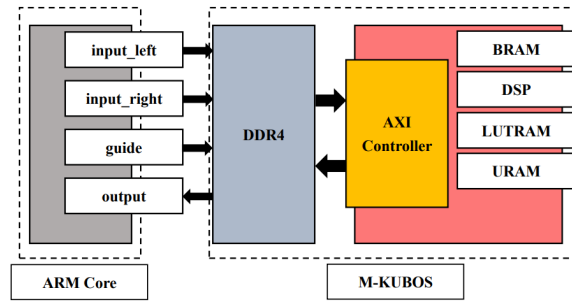 input_left
input_right
guide
output
DDR4
AXI
Controller
BRAM
DSP
LUTRAM
URAM
ARM Core
M-KUBOS